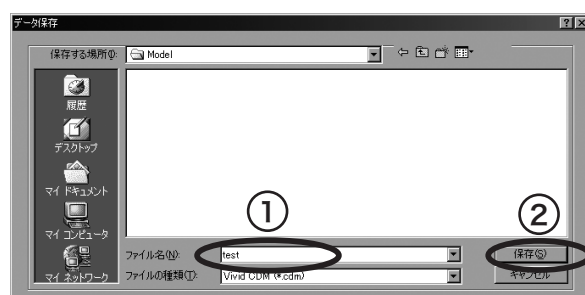 データ保存
保存する場所(I):
Model
履歴
デスクトップ
マイ ドキュメント
マイ コンピュータ
マイ ネットワーク
①
②
ファイル名(N):
test
保存(S)
ファイルの種類(T):
Vivid CDM (*.cdm)
キャンセル